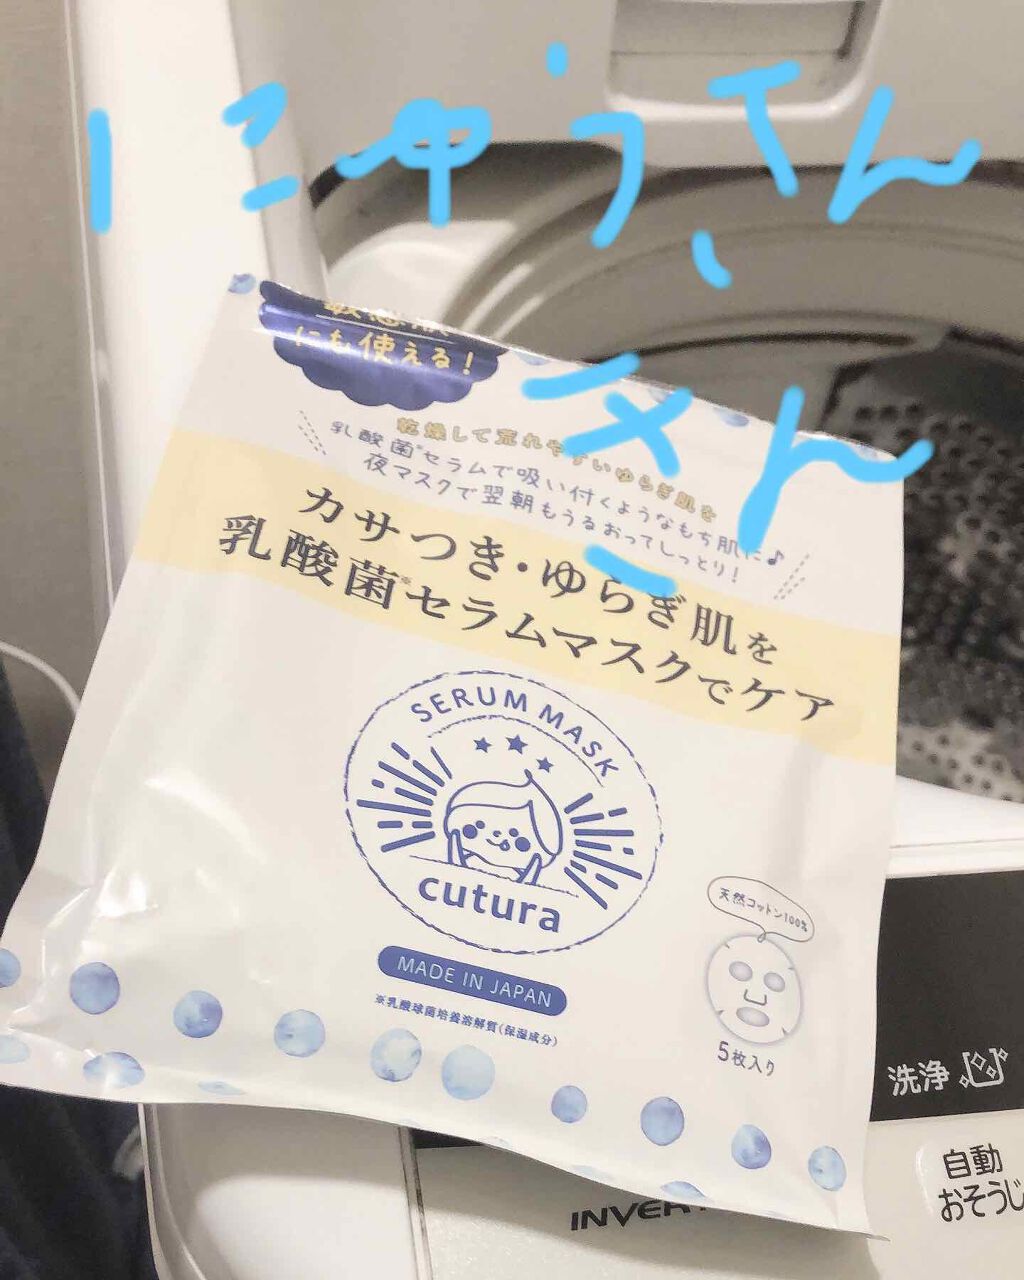 にゅうさん
きん
敏感肌
にも使える!
乾燥して荒れやすいゆらぎ肌を
乳酸菌※セラムで吸い付くようなもち肌に♪
夜マスクで翌朝もうるおってしっとり!
カサつき・ゆらぎ肌を
乳酸菌※セラムマスクでケア
SERUM MASK
cutura
MADE IN JAPAN
※乳酸球菌培養溶解質(保湿成分)
天然コットン100%
5枚入り
洗浄
自動
おそうじ